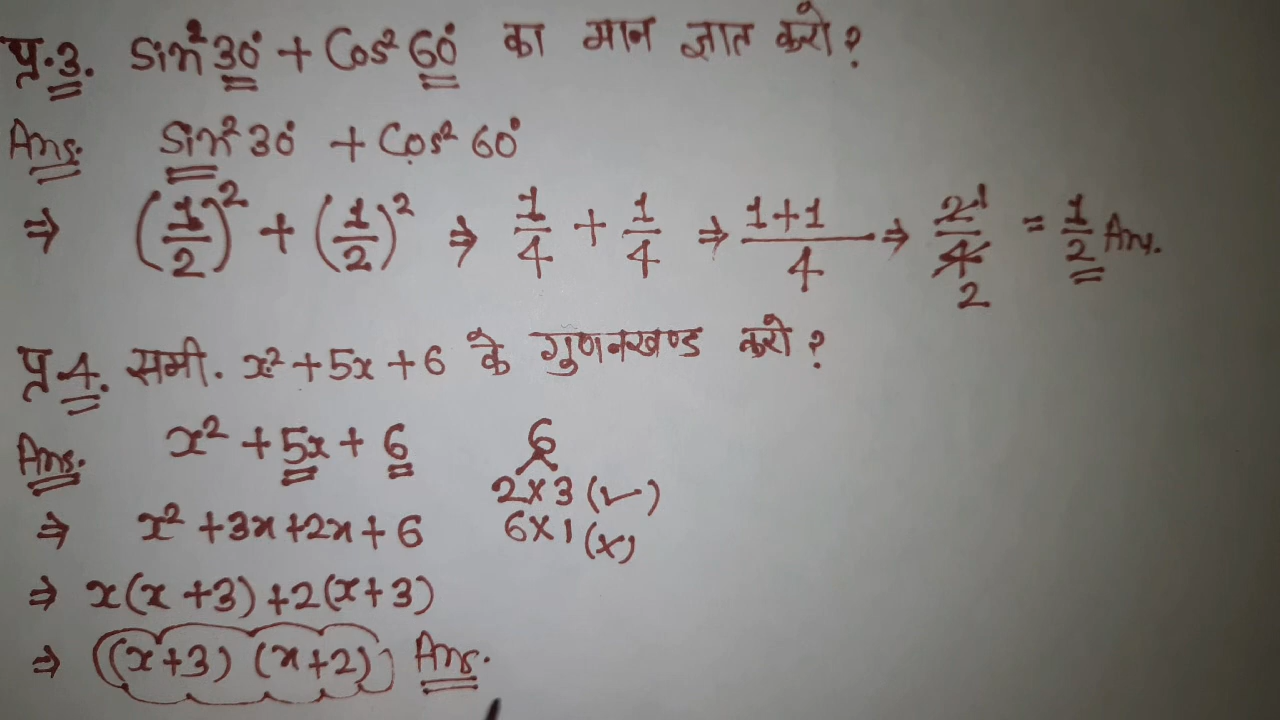 प्र.3. Sin²30° + Cos²60° का मान ज्ञात करो?
Ans. Sin²30° + Cos²60°
⇒ (1/2)² + (1/2)² ⇒ 1/4 + 1/4 ⇒ 1+1/4 ⇒ 2 1/4 2 = 1/2 Ans.
प्र 4. समी. x²+5x+6 के गुणनखण्ड करो?
Ans. x²+5x+6 6
2×3(✓)
⇒ x²+3x+2x+6 6×1(×)
⇒ x(x+3)+2(x+3)
⇒ (x+3) (x+2) Ans.